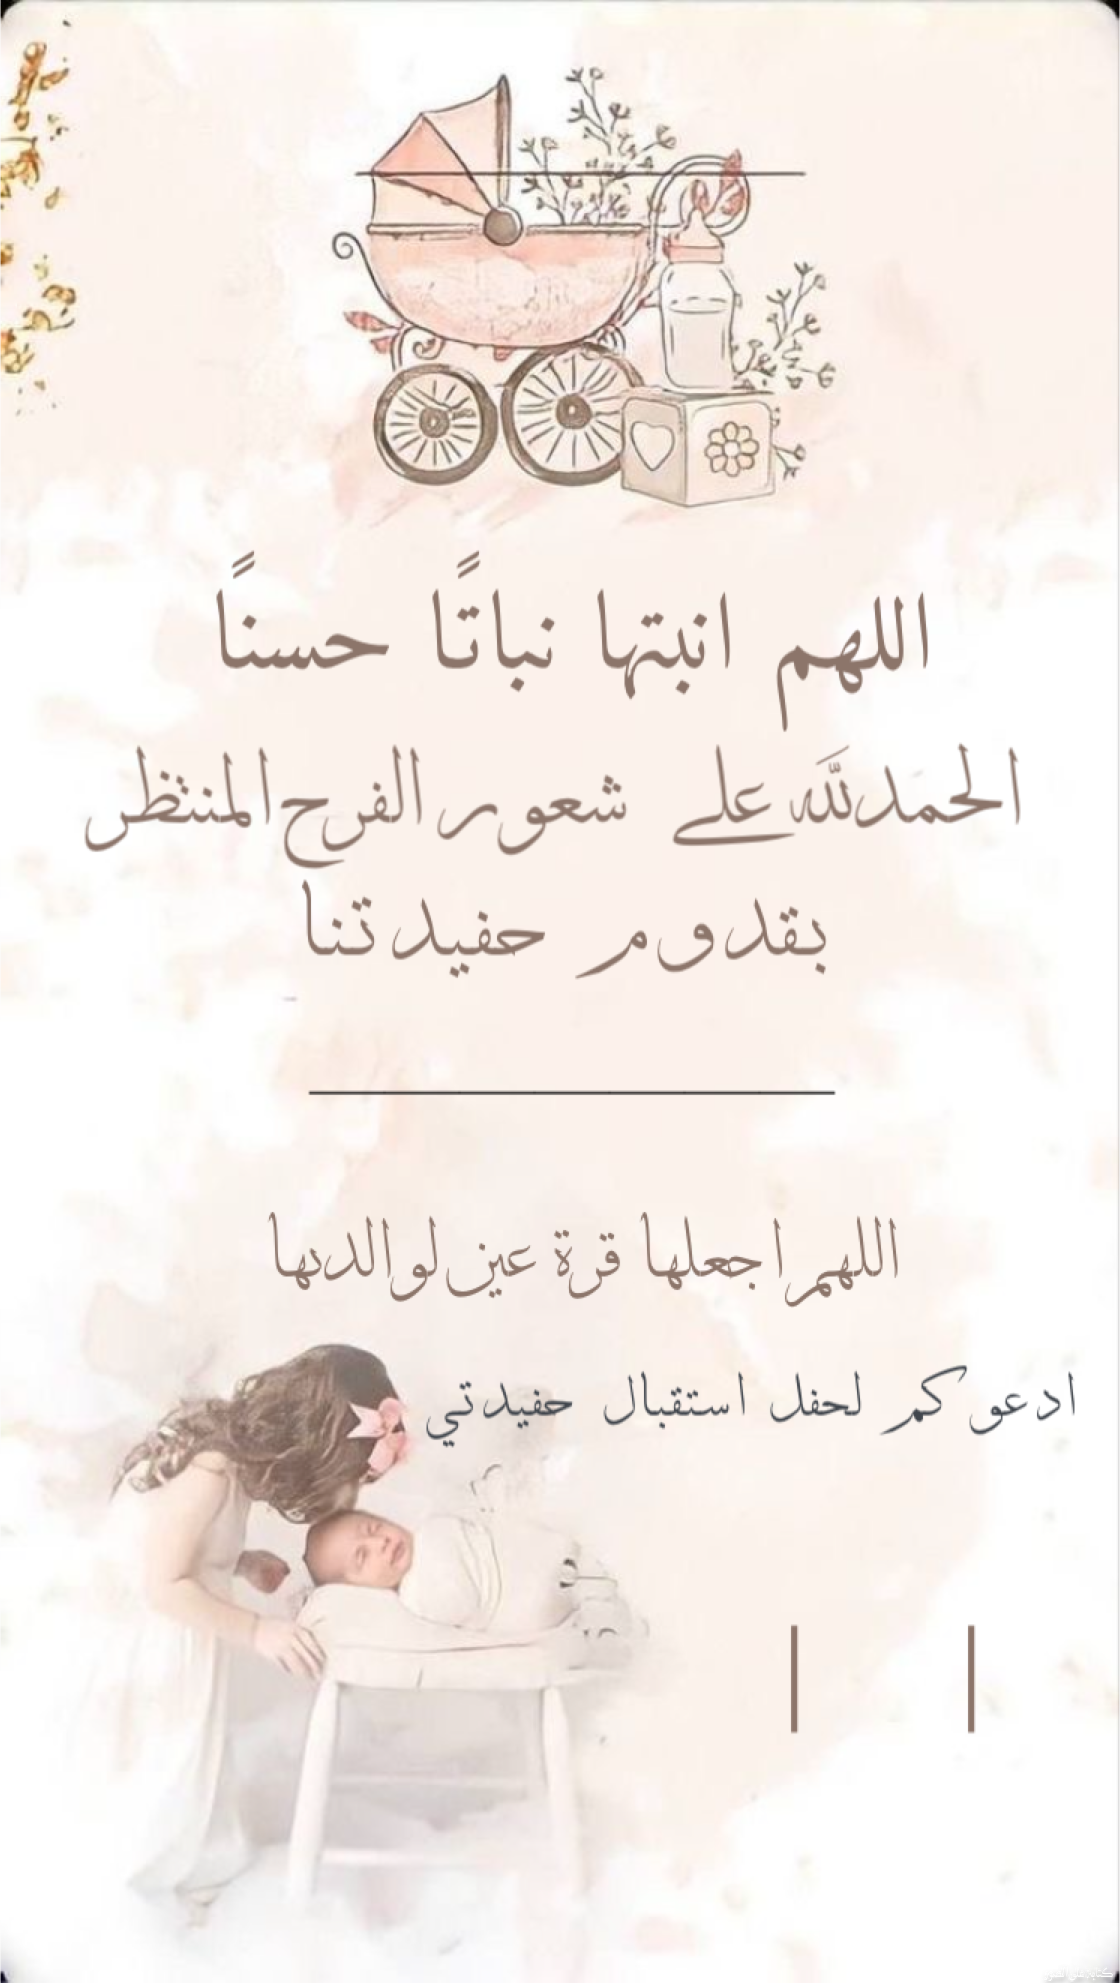 اللهم انبتها نباتًا حسنًا
الحمدلله على شعور الفرح المنتظر
بقدوم حفيدتنا
اللهم اجعلها قرة عين لوالديها
ادعوكم لحفل استقبال حفيدتي